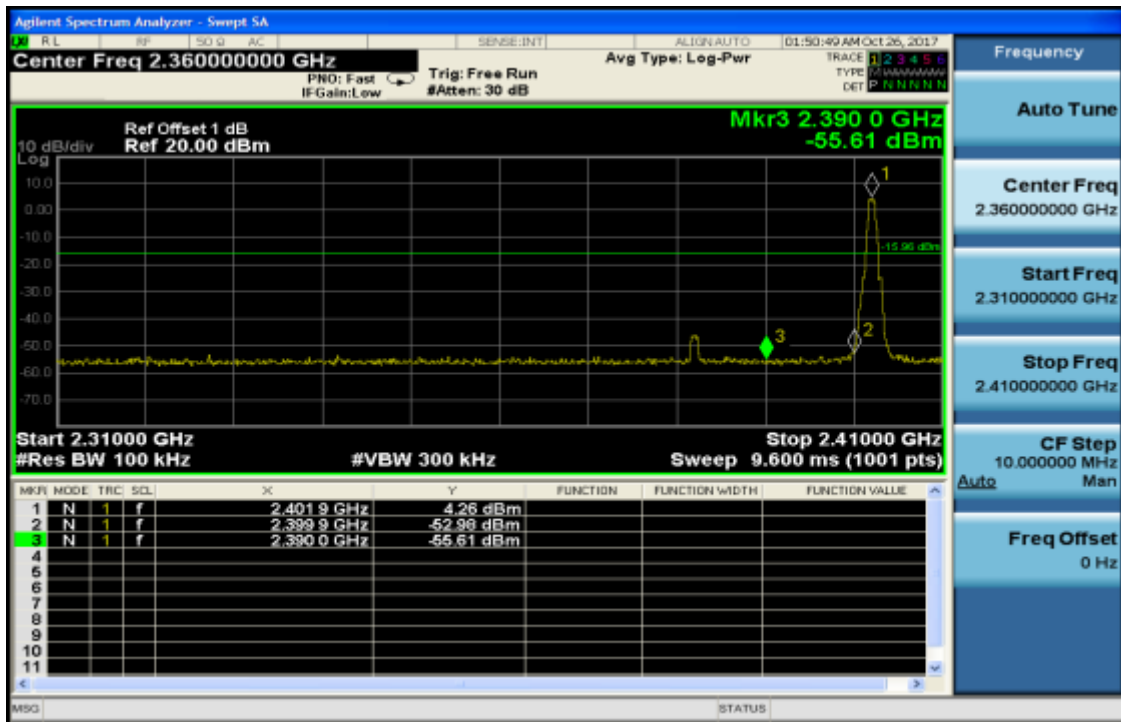 Agilent Spectrum Analyzer - Swept SA
RL RF 50 Ω AC SENSE:INT ALIGN AUTO 01:50:49 AM Oct 26, 2017
Center Freq 2.360000000 GHz
PNO: Fast
IFGain:Low
Trig: Free Run
#Atten: 30 dB
Avg Type: Log-Pwr
TRACE 1 2 3 4 5 6
TYPE M
DET P N N N N N
Ref Offset 1 dB
Ref 20.00 dBm
10 dB/div
Log
Mkr3 2.390 0 GHz
-55.61 dBm
10.0
0.00
-10.0
-20.0
-30.0
-40.0
-50.0
-60.0
-70.0
1
-15.96 dBm
2
3
Start 2.31000 GHz
Stop 2.41000 GHz
#Res BW 100 kHz
#VBW 300 kHz
Sweep 9.600 ms (1001 pts)
MKR MODE TRC SCL X Y FUNCTION FUNCTION WIDTH FUNCTION VALUE
1 N 1 f 2.401 9 GHz 4.26 dBm
2 N 1 f 2.399 9 GHz -52.98 dBm
3 N 1 f 2.390 0 GHz -55.61 dBm
4
5
6
7
8
9
10
11
MSG
STATUS
Frequency
Auto Tune
Center Freq
2.360000000 GHz
Start Freq
2.310000000 GHz
Stop Freq
2.410000000 GHz
CF Step
10.000000 MHz
Auto Man
Freq Offset
0 Hz